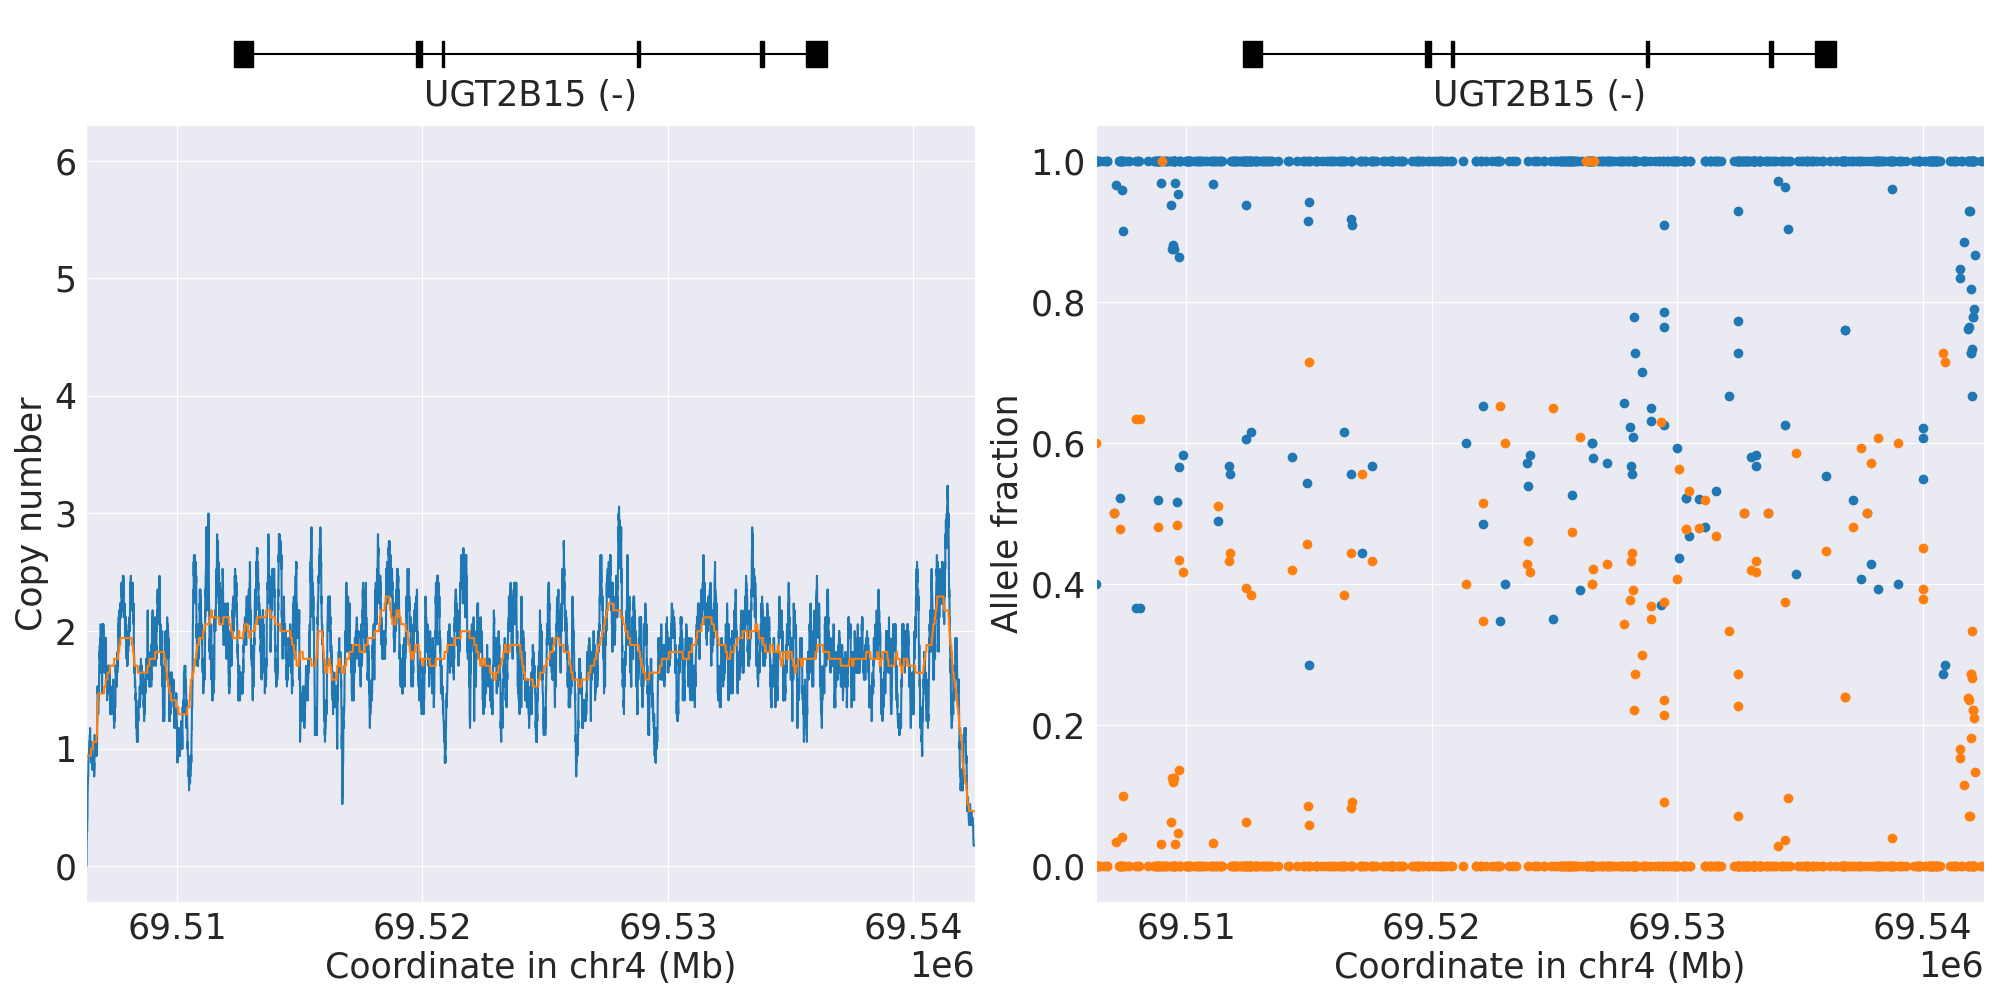 UGT2B15 (-)
Copy number
6
5
4
3
2
1
0
69.51 69.52 69.53 69.54
Coordinate in chr4 (Mb) 1e6
UGT2B15 (-)
Allele fraction
1.0
0.8
0.6
0.4
0.2
0.0
69.51 69.52 69.53 69.54
Coordinate in chr4 (Mb) 1e6